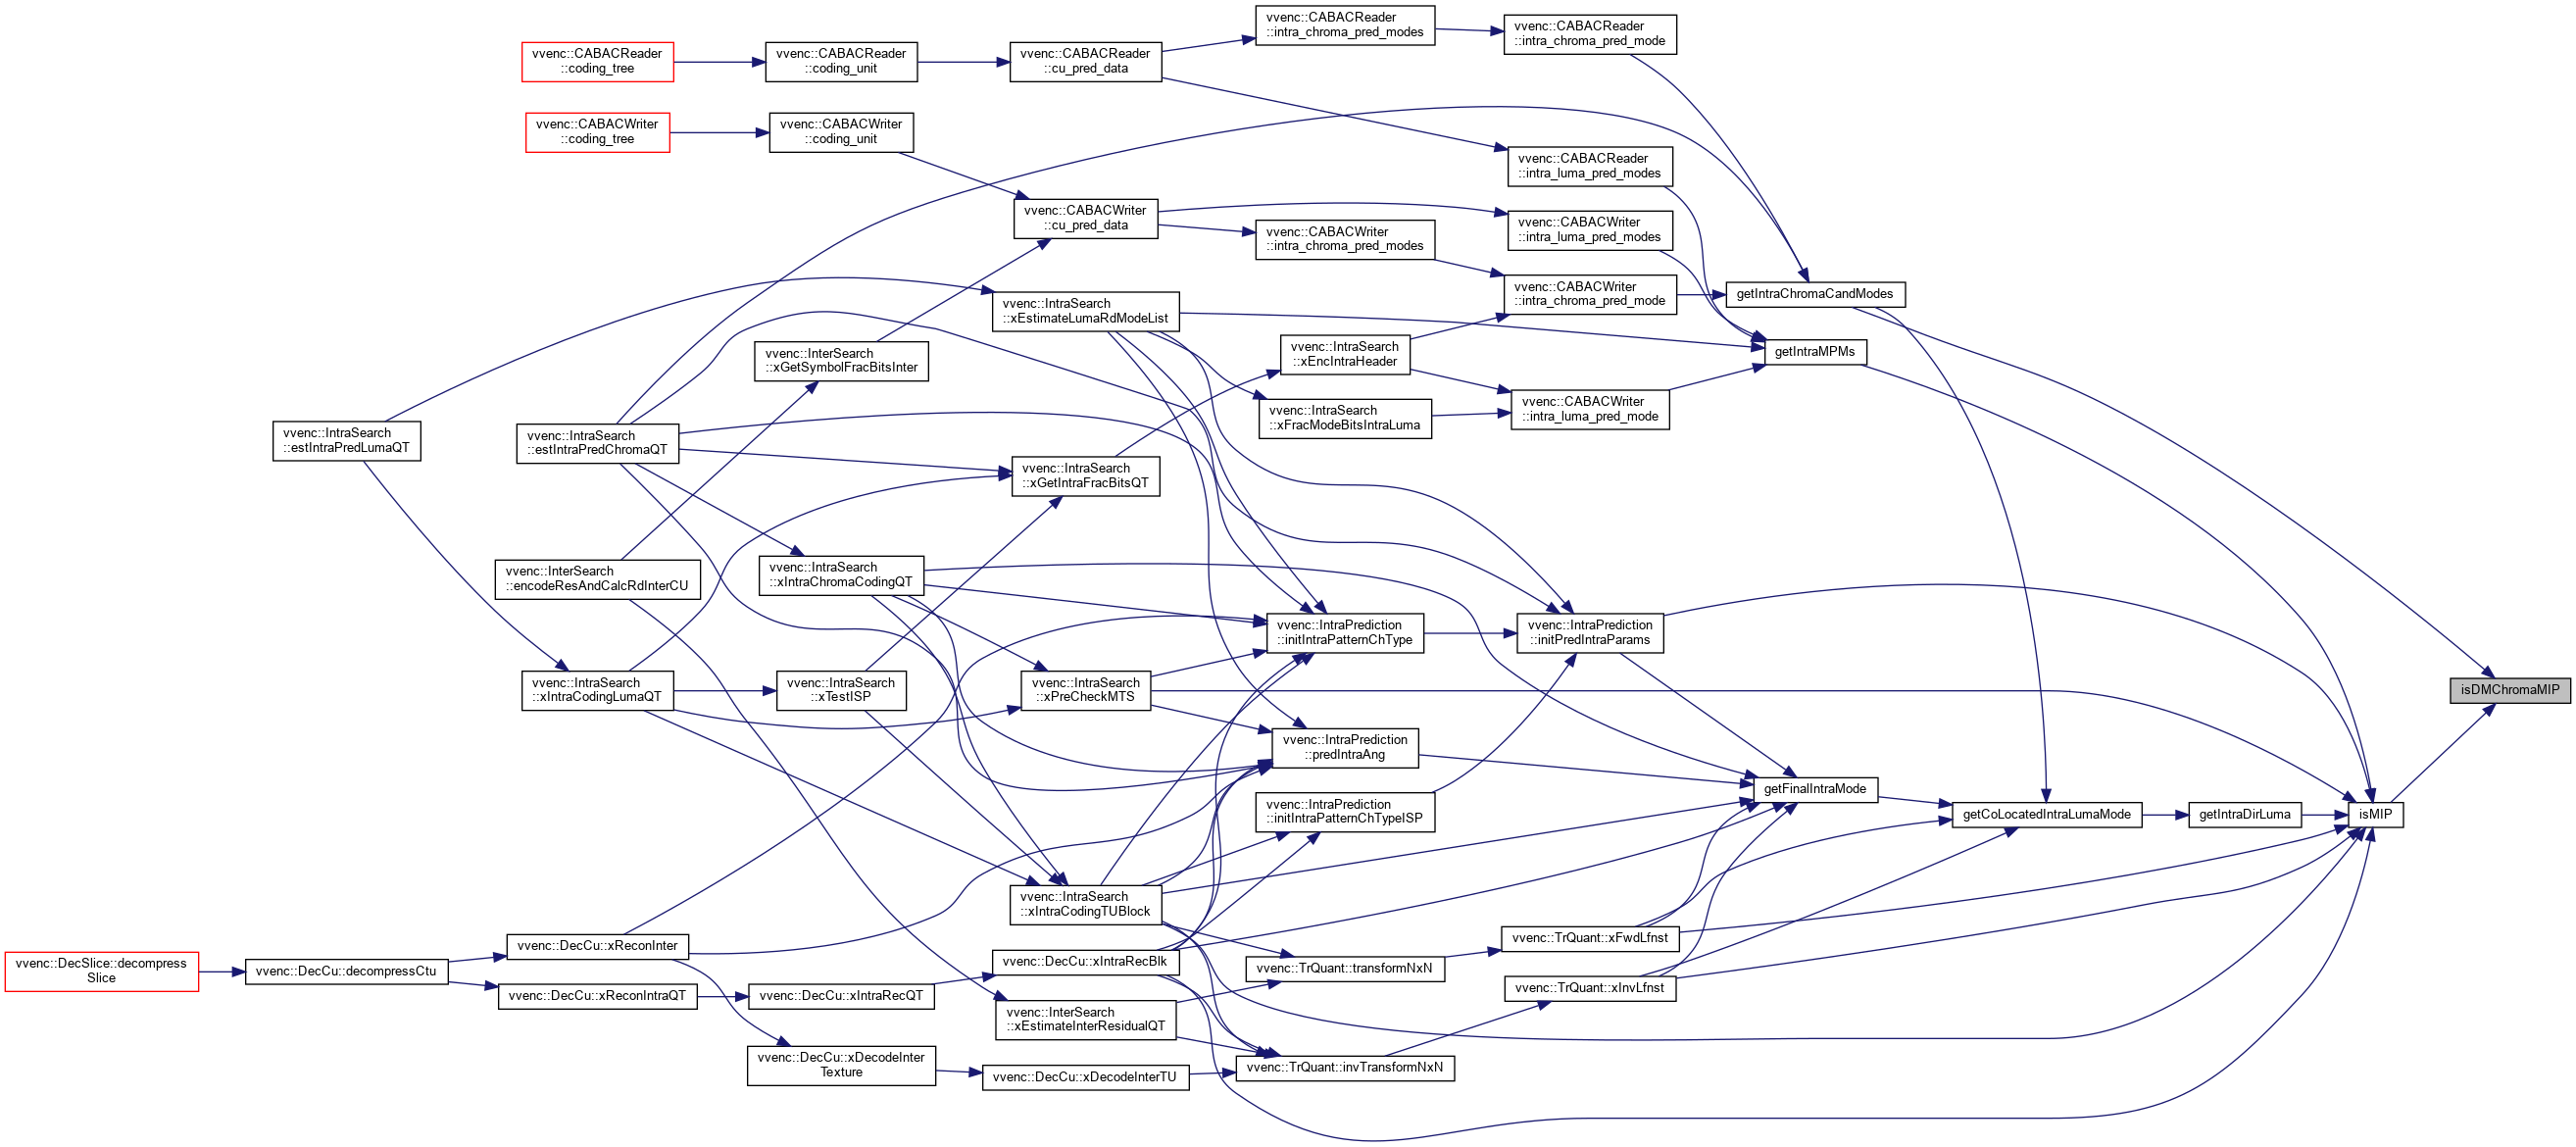 vvenc::CABACReader
::intra_chroma_pred_modes
vvenc::CABACReader
::intra_chroma_pred_mode
vvenc::CABACReader
::coding_tree
vvenc::CABACReader
::coding_unit
vvenc::CABACReader
::cu_pred_data
vvenc::CABACWriter
::coding_tree
vvenc::CABACWriter
::coding_unit
vvenc::CABACReader
::intra_luma_pred_modes
vvenc::CABACWriter
::cu_pred_data
vvenc::CABACWriter
::intra_chroma_pred_modes
vvenc::CABACWriter
::intra_luma_pred_modes
vvenc::IntraSearch
::xEstimateLumaRdModeList
vvenc::CABACWriter
::intra_chroma_pred_mode
getIntraChromaCandModes
vvenc::InterSearch
::xGetSymbolFracBitsInter
vvenc::IntraSearch
::xEncIntraHeader
getIntraMPMs
vvenc::IntraSearch
::xFracModeBitsIntraLuma
vvenc::CABACWriter
::intra_luma_pred_mode
vvenc::IntraSearch
::estIntraPredLumaQT
vvenc::IntraSearch
::estIntraPredChromaQT
vvenc::IntraSearch
::xGetIntraFracBitsQT
vvenc::InterSearch
::encodeResAndCalcRdInterCU
vvenc::IntraSearch
::xIntraChromaCodingQT
vvenc::IntraPrediction
::initIntraPatternChType
vvenc::IntraPrediction
::initPredIntraParams
vvenc::IntraSearch
::xIntraCodingLumaQT
vvenc::IntraSearch
::xTestISP
vvenc::IntraSearch
::xPreCheckMTS
isDMChromaMIP
vvenc::IntraPrediction
::predIntraAng
getFinalIntraMode
vvenc::IntraPrediction
::initIntraPatternChTypeISP
getCoLocatedIntraLumaMode
getIntraDirLuma
isMIP
vvenc::IntraSearch
::xIntraCodingTUBlock
vvenc::TrQuant::xFwdLfnst
vvenc::DecCu::xReconInter
vvenc::DecCu::xIntraRecBlk
vvenc::TrQuant::transformNxN
vvenc::DecSlice::decompress
Slice
vvenc::DecCu::decompressCtu
vvenc::TrQuant::xInvLfnst
vvenc::DecCu::xReconIntraQT
vvenc::DecCu::xIntraRecQT
vvenc::InterSearch
::xEstimateInterResidualQT
vvenc::DecCu::xDecodeInter
Texture
vvenc::DecCu::xDecodeInterTU
vvenc::TrQuant::invTransformNxN